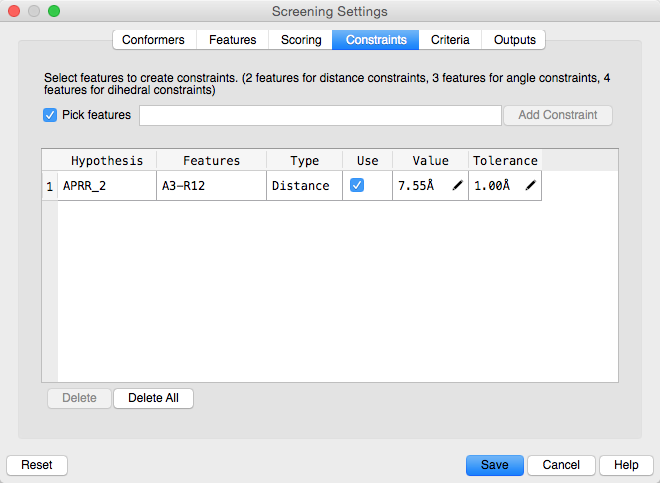 Screening Settings
Conformers Features Scoring Constraints Criteria Outputs
Select features to create constraints. (2 features for distance constraints, 3 features for angle constraints, 4
features for dihedral constraints)
Pick features Add Constraint
Hypothesis Features Type Use Value Tolerance
1 APRR_2 A3-R12 Distance 7.55Å 1.00Å
Delete Delete All
Reset Save Cancel Help